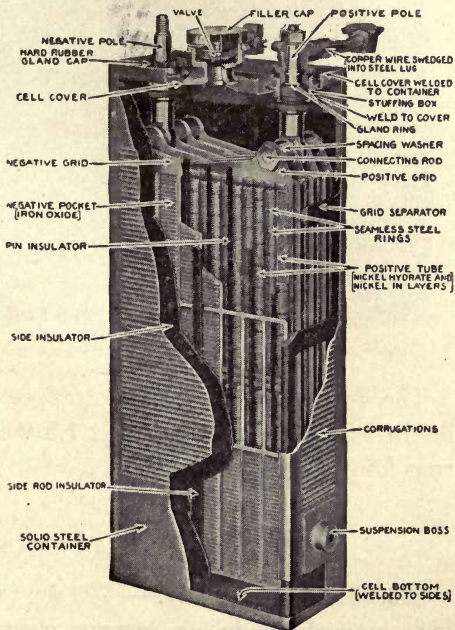 VALVE
FILLER CAP
POSITIVE POLE
NEGATIVE POLE
HARD RUBBER
GLAND CAP
CELL COVER
COPPER WIRE SWEDGED
INTO STEEL LUG
CELL COVER WELDED
TO CONTAINER
STUFFING BOX
WELD TO COVER
GLAND RING
SPACING WASHER
CONNECTING ROD
POSITIVE GRID
NEGATIVE GRID
NEGATIVE POCKET
[IRON OXIDE]
PIN INSULATOR
GRID SEPARATOR
SEAMLESS STEEL
RINGS
POSITIVE TUBE
[NICKEL HYDRATE AND
NICKEL IN LAYERS]
SIDE INSULATOR
CORRUGATIONS
SIDE ROD INSULATOR
SOLID STEEL
CONTAINER
SUSPENSION BOSS
CELL BOTTOM
[WELDED TO SIDES]